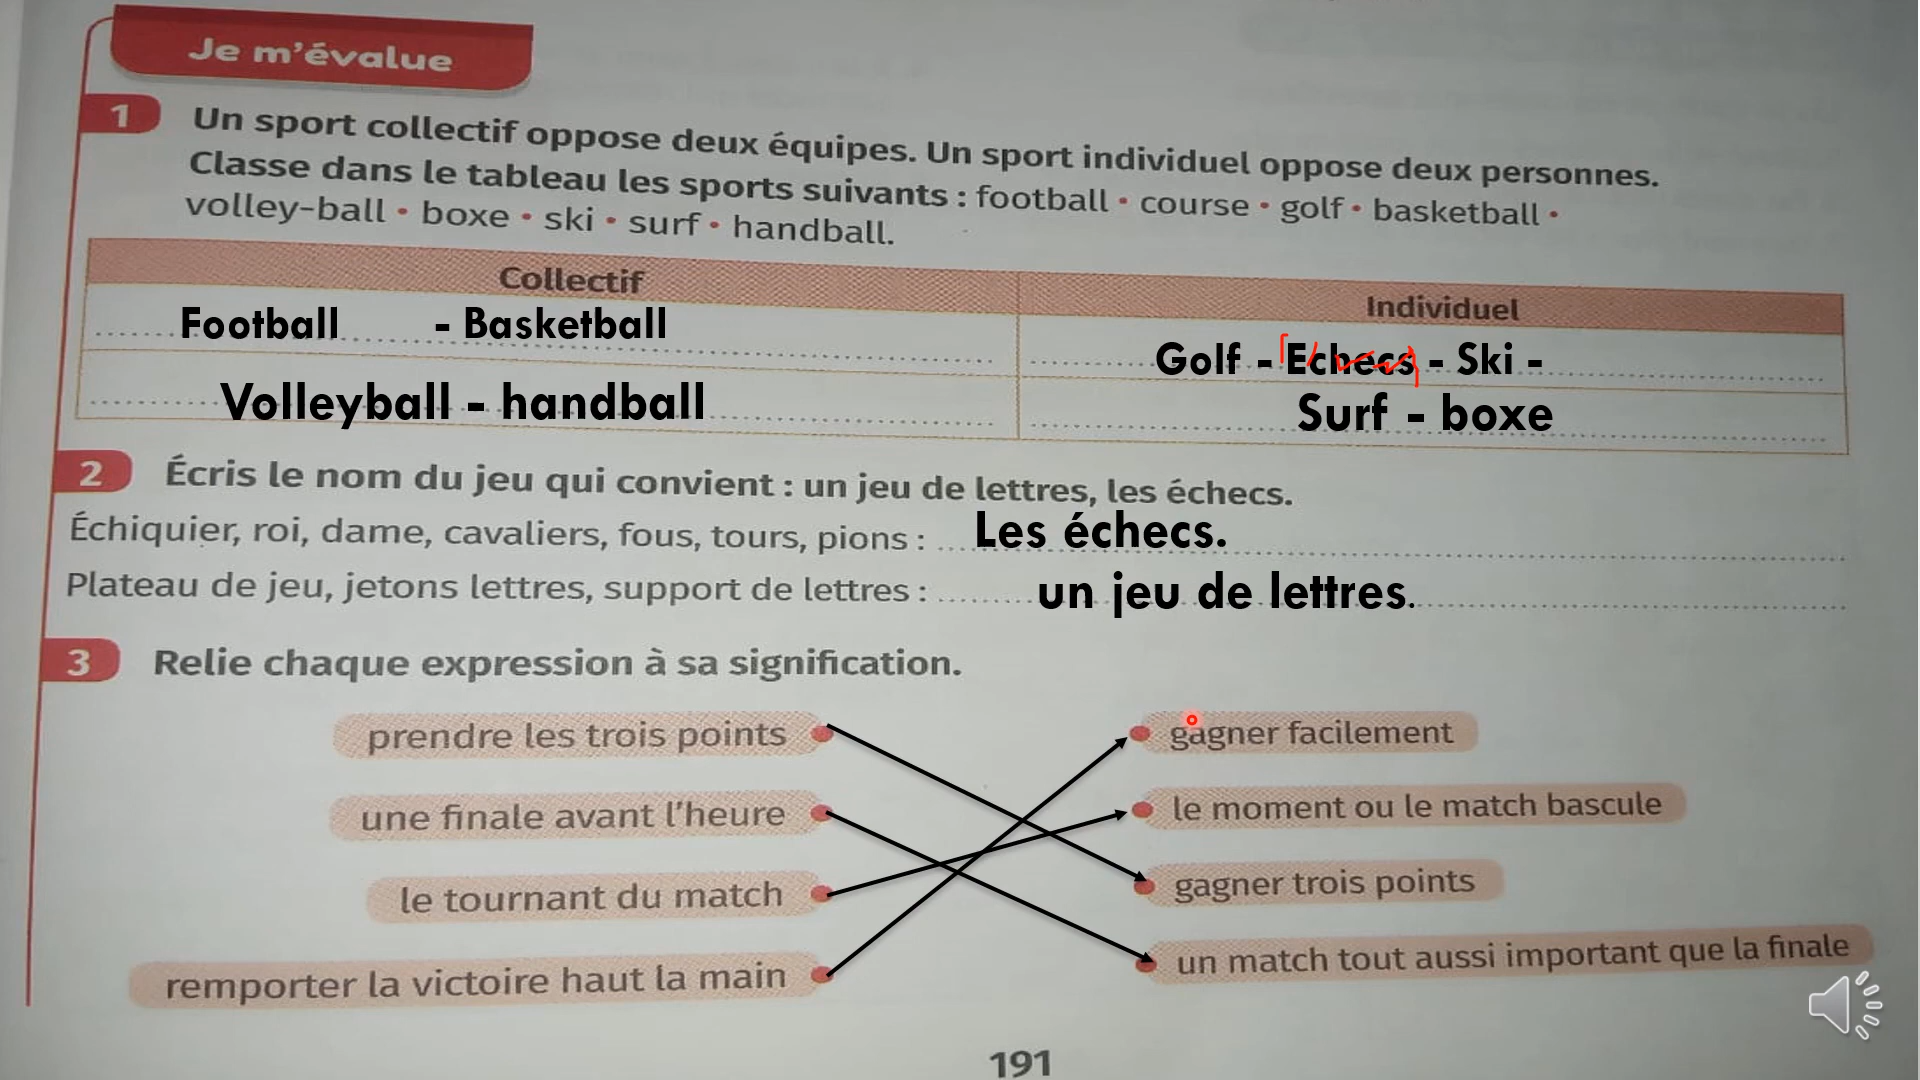 Je m'évalue
1 Un sport collectif oppose deux équipes. Un sport individuel oppose deux personnes.
Classe dans le tableau les sports suivants : football • course • golf • basketball •
volley-ball • boxe • ski • surf • handball.
Collectif
Individuel
Football - Basketball
Golf - Echecs - Ski -
Volleyball - handball
Surf - boxe
2 Écris le nom du jeu qui convient : un jeu de lettres, les échecs.
Échiquier, roi, dame, cavaliers, fous, tours, pions : Les échecs.
Plateau de jeu, jetons lettres, support de lettres : un jeu de lettres.
3 Relie chaque expression à sa signification.
prendre les trois points
gagner facilement
une finale avant l'heure
le moment ou le match bascule
le tournant du match
gagner trois points
remporter la victoire haut la main
un match tout aussi important que la finale
191